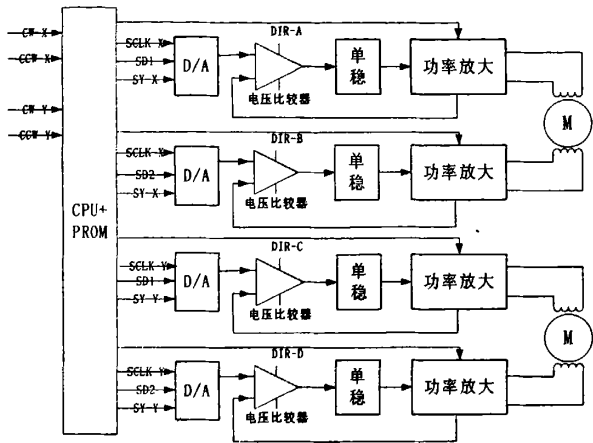 CW-X
CCW-X
CW-Y
CCW-Y
CPU+
PROM
DIR-A
SCLK-X
SD1
SY-X
D/A
电压比较器
单
稳
功率放大
M
DIR-B
SCLK-Y
SD2
SY-X
D/A
电压比较器
单
稳
功率放大
DIR-C
SCLK-Y
SD1
SY-Y
D/A
电压比较器
单
稳
功率放大
M
DIR-D
SCLK-Y
SD2
SY-Y
D/A
电压比较器
单
稳
功率放大